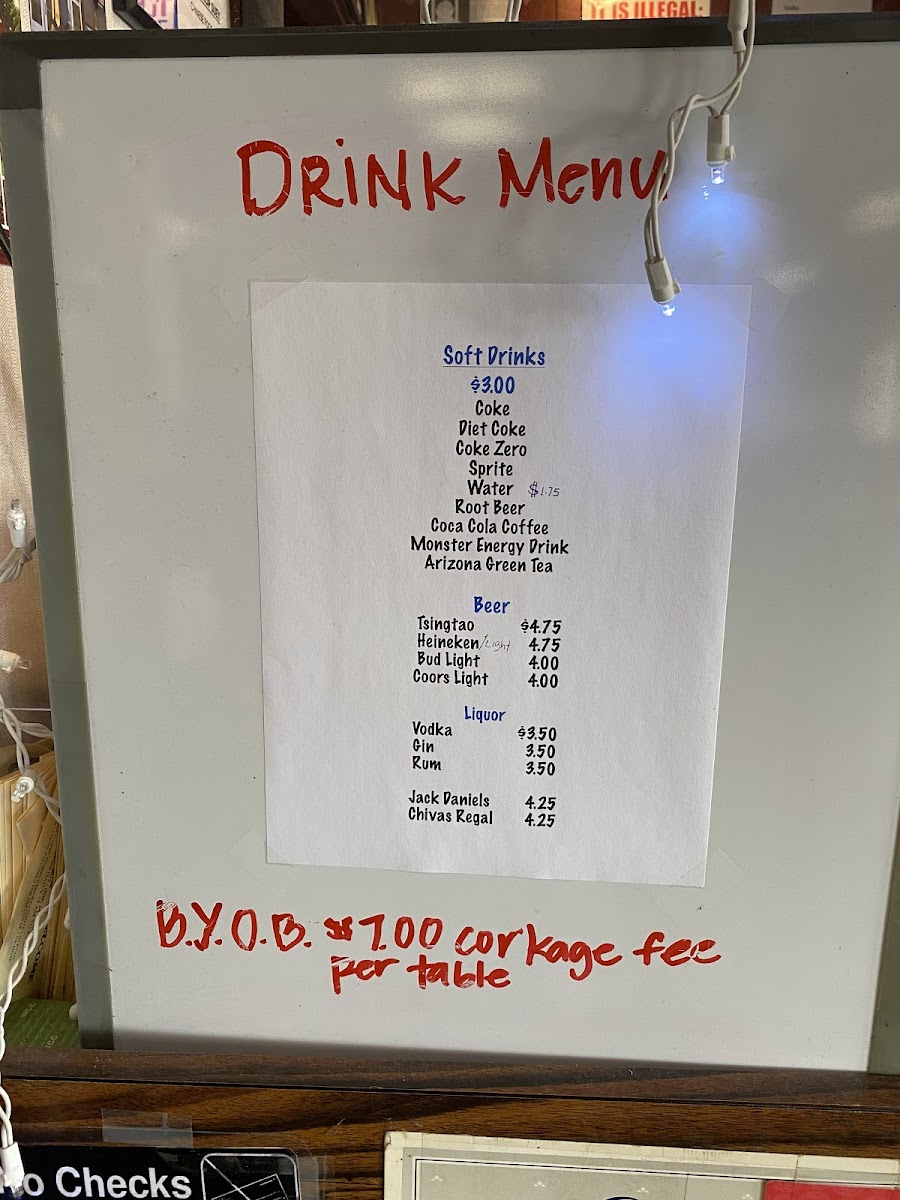 IS ILLEGAL:
DRINK Menu
Soft Drinks
$3.00
Coke
Diet Coke
Coke Zero
Sprite
Water $1.75
Root Beer
Coca Cola Coffee
Monster Energy Drink
Arizona Green Tea
Beer
Tsingtao $4.75
Heineken/Light 4.75
Bud Light 4.00
Coors Light 4.00
Liquor
Vodka $3.50
Gin 3.50
Rum 3.50
Jack Daniels 4.25
Chivas Regal 4.25
B.Y.O.B. $7.00 corkage fee
per table
o Checks